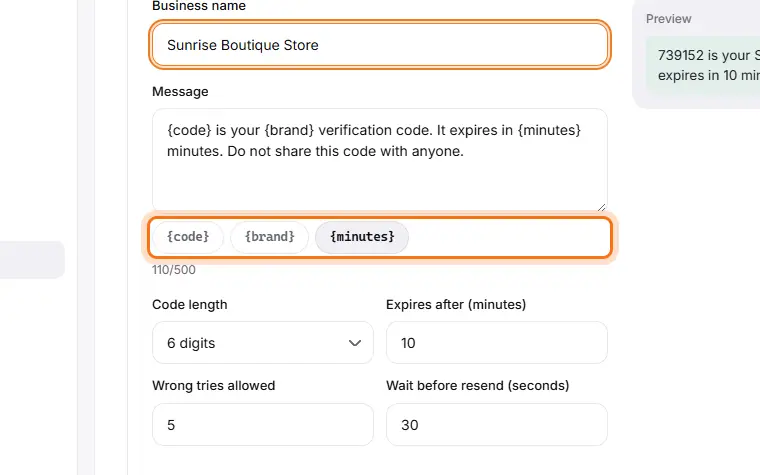 Business name
Sunrise Boutique Store
Preview
739152 is your
expires in 10
Message
{code} is your {brand} verification code. It expires in {minutes}
minutes. Do not share this code with anyone.
{code} {brand} {minutes}
110/500
Code length Expires after (minutes)
6 digits 10
Wrong tries allowed Wait before resend (seconds)
5 30